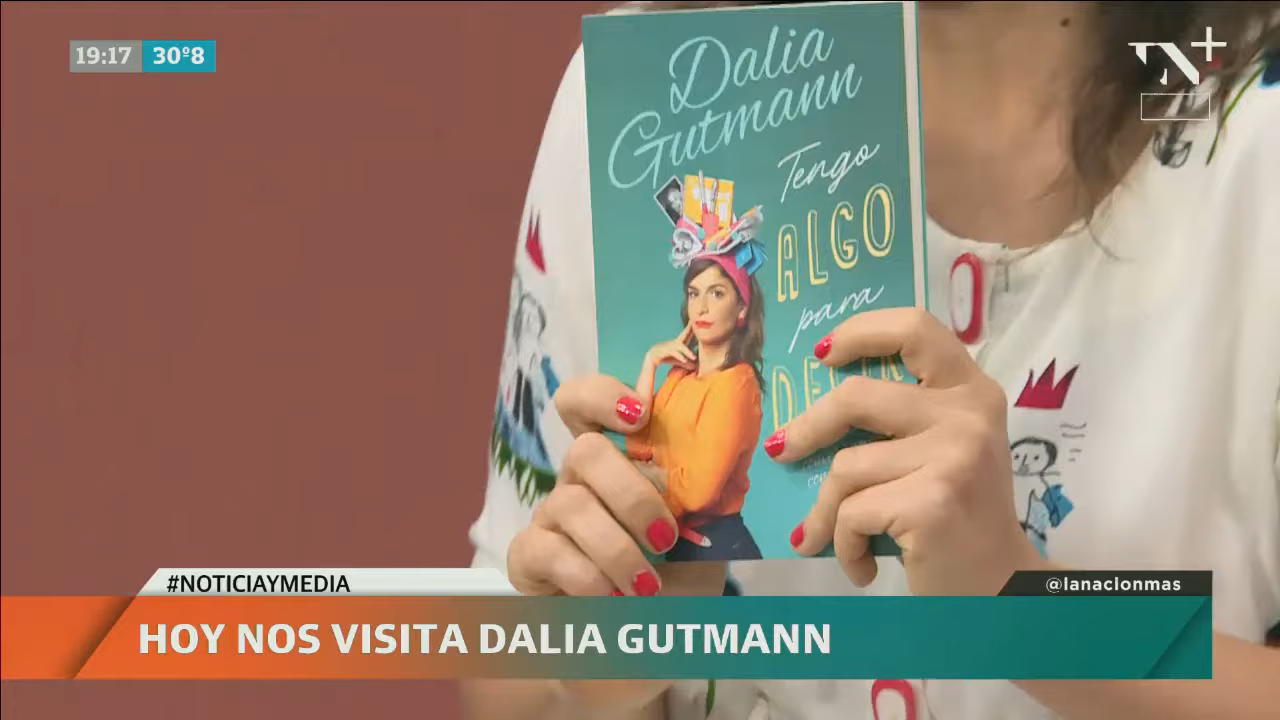 19:17 30º8
N+
Dalia
Gutmann
Tengo
ALGO
para
#NOTICIAYMEDIA
@lanacionmas
HOY NOS VISITA DALIA GUTMANN